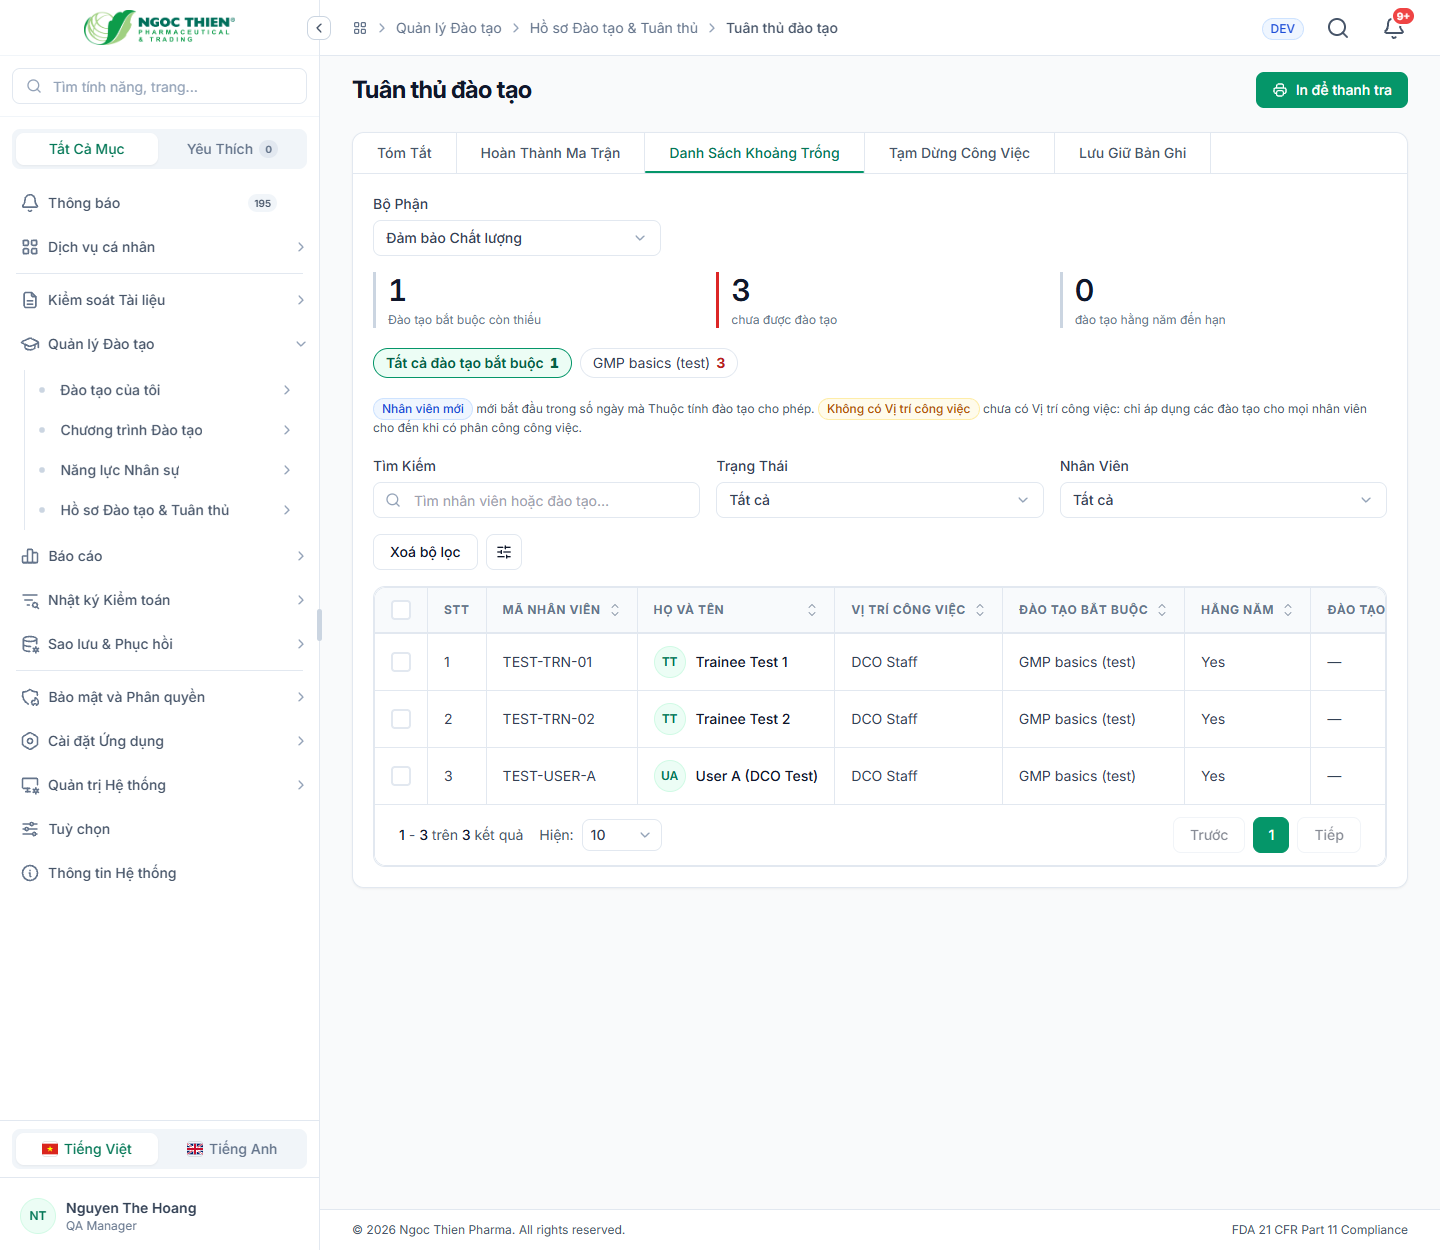 NGOC THIEN®
PHARMACEUTICAL
& TRADING
Quản lý Đào tạo
Hồ sơ Đào tạo & Tuân thủ
Tuân thủ đào tạo
DEV
9+
Tìm tính năng, trang...
Tất Cả Mục
Yêu Thích 0
Thông báo 195
Dịch vụ cá nhân
Kiểm soát Tài liệu
Quản lý Đào tạo
Đào tạo của tôi
Chương trình Đào tạo
Năng lực Nhân sự
Hồ sơ Đào tạo & Tuân thủ
Báo cáo
Nhật ký Kiểm toán
Sao lưu & Phục hồi
Bảo mật và Phân quyền
Cài đặt Ứng dụng
Quản trị Hệ thống
Tuỳ chọn
Thông tin Hệ thống
Tiếng Việt
Tiếng Anh
NT
Nguyen The Hoang
QA Manager
Tuân thủ đào tạo
In để thanh tra
Tóm Tắt
Hoàn Thành Ma Trận
Danh Sách Khoảng Trống
Tạm Dừng Công Việc
Lưu Giữ Bản Ghi
Bộ Phận
Đảm bảo Chất lượng
1
Đào tạo bắt buộc còn thiếu
3
chưa được đào tạo
0
đào tạo hằng năm đến hạn
Tất cả đào tạo bắt buộc 1
GMP basics (test) 3
Nhân viên mới mới bắt đầu trong số ngày mà Thuộc tính đào tạo cho phép. Không có Vị trí công việc chưa có Vị trí công việc: chỉ áp dụng các đào tạo cho mọi nhân viên
cho đến khi có phân công công việc.
Tìm Kiếm
Tìm nhân viên hoặc đào tạo...
Trạng Thái
Tất cả
Nhân Viên
Tất cả
Xoá bộ lọc
STT MÃ NHÂN VIÊN HỌ VÀ TÊN VỊ TRÍ CÔNG VIỆC ĐÀO TẠO BẮT BUỘC HẰNG NĂM ĐÀO TẠO
1 TEST-TRN-01 TT Trainee Test 1 DCO Staff GMP basics (test) Yes —
2 TEST-TRN-02 TT Trainee Test 2 DCO Staff GMP basics (test) Yes —
3 TEST-USER-A UA User A (DCO Test) DCO Staff GMP basics (test) Yes —
1 - 3 trên 3 kết quả Hiện: 10
Trước 1 Tiếp
© 2026 Ngoc Thien Pharma. All rights reserved.
FDA 21 CFR Part 11 Compliance